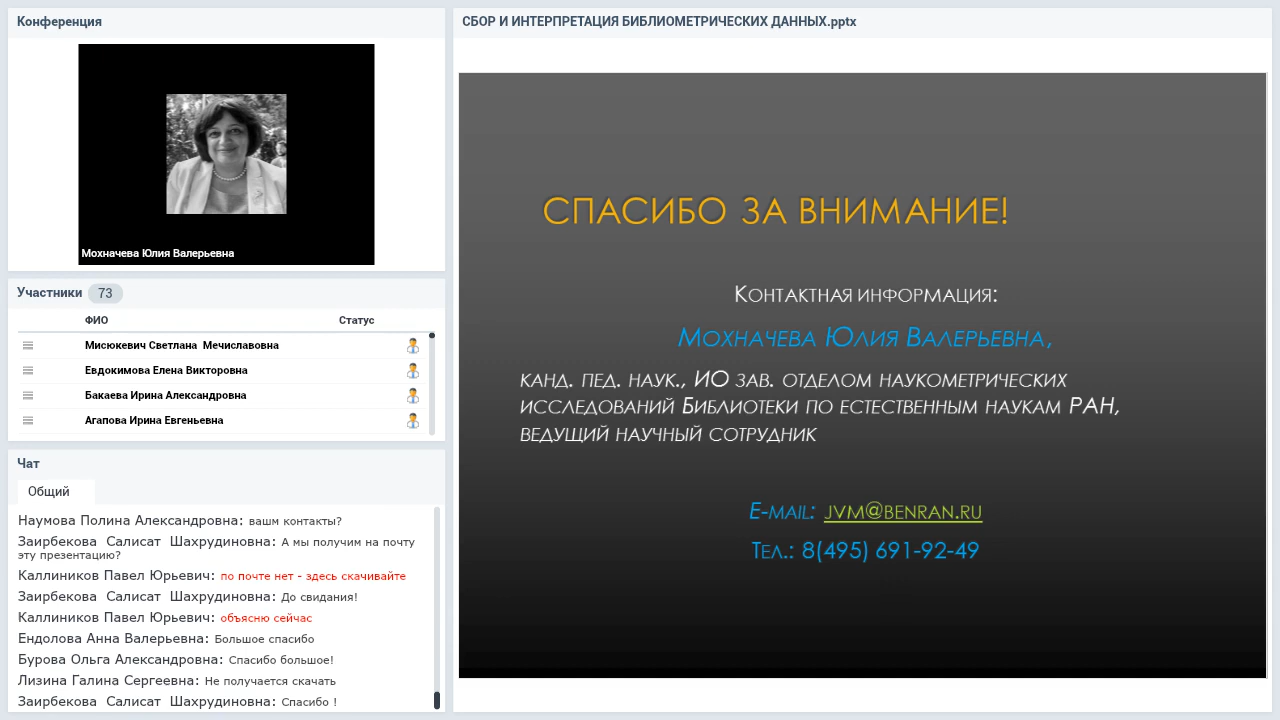 Конференция
Мохначева Юлия Валерьевна
Участники 73
ФИО Статус
Мисюкевич Светлана Мечиславовна
Евдокимова Елена Викторовна
Бакаева Ирина Александровна
Агапова Ирина Евгеньевна
Чат
Общий
Наумова Полина Александровна: вашм контакты?
Заирбекова Салисат Шахрудиновна: А мы получим на почту
эту презентацию?
Каллиников Павел Юрьевич: по почте нет - здесь скачивайте
Заирбекова Салисат Шахрудиновна: До свидания!
Каллиников Павел Юрьевич: объясню сейчас
Ендолова Анна Валерьевна: Большое спасибо
Бурова Ольга Александровна: Спасибо большое!
Лизина Галина Сергеевна: Не получается скачать
Заирбекова Салисат Шахрудиновна: Спасибо !
СБОР И ИНТЕРПРЕТАЦИЯ БИБЛИОМЕТРИЧЕСКИХ ДАННЫХ.pptx
СПАСИБО ЗА ВНИМАНИЕ!
Контактная информация:
Мохначева Юлия Валерьевна,
канд. пед. наук., ИО зав. отделом наукометрических
исследований Библиотеки по естественным наукам РАН,
ведущий научный сотрудник
E-mail: jvm@benran.ru
Тел.: 8(495) 691-92-49